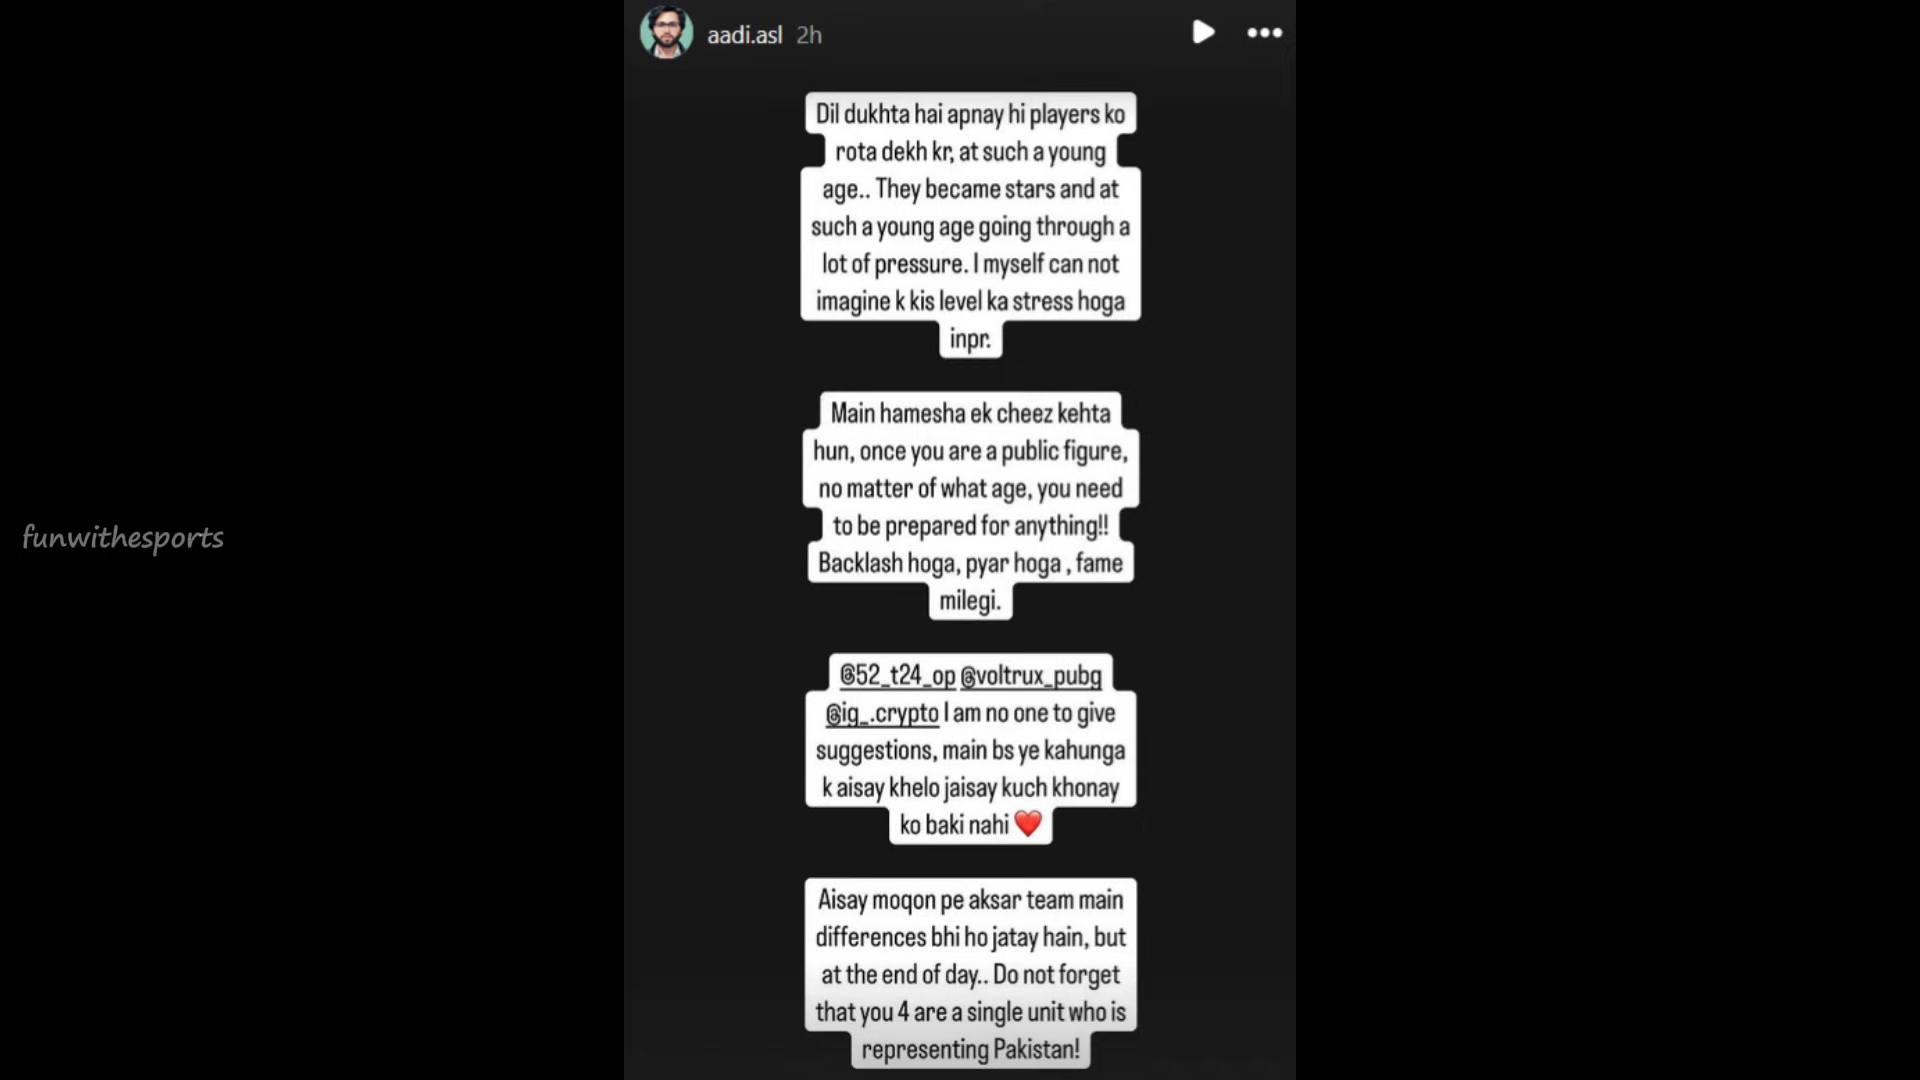 aadi.asl 2h
Dil dukhta hai apnay hi players ko
rota dekh kr, at such a young
age.. They became stars and at
such a young age going through a
lot of pressure. I myself can not
imagine k kis level ka stress hoga
inpr.
Main hamesha ek cheez kehta
hun, once you are a public figure,
no matter of what age, you need
to be prepared for anything!!
Backlash hoga, pyar hoga , fame
milegi.
@52_t24_op @voltrux_pubg
@ig_.crypto I am no one to give
suggestions, main bs ye kahunga
k aisay khelo jaisay kuch khonay
ko baki nahi ❤️
Aisay moqon pe aksar team main
differences bhi ho jatay hain, but
at the end of day.. Do not forget
that you 4 are a single unit who is
representing Pakistan!
funwithesports